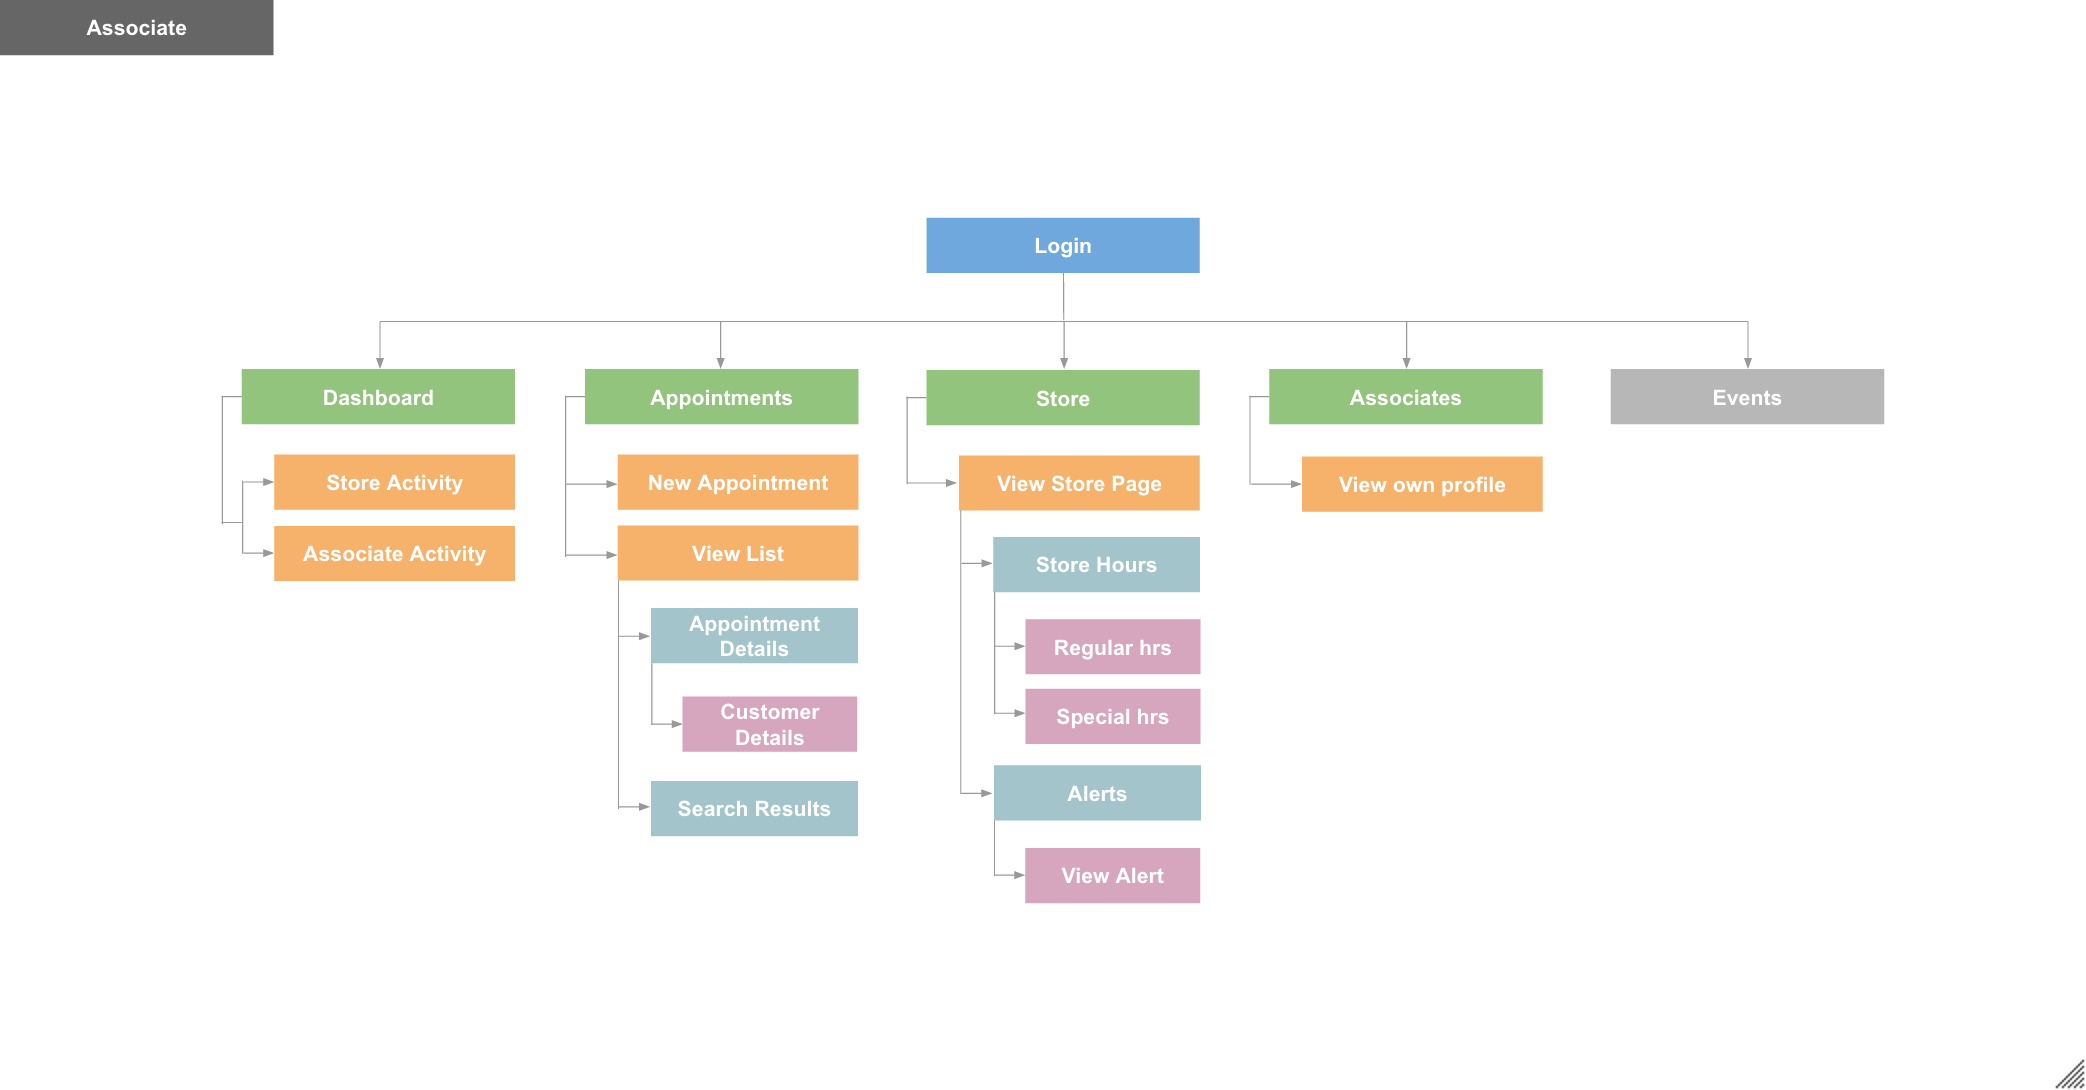 Associate
Login
Dashboard
Appointments
Store
Associates
Events
Store Activity
New Appointment
View Store Page
View own profile
Associate Activity
View List
Store Hours
Appointment
Details
Regular hrs
Customer
Details
Special hrs
Search Results
Alerts
View Alert